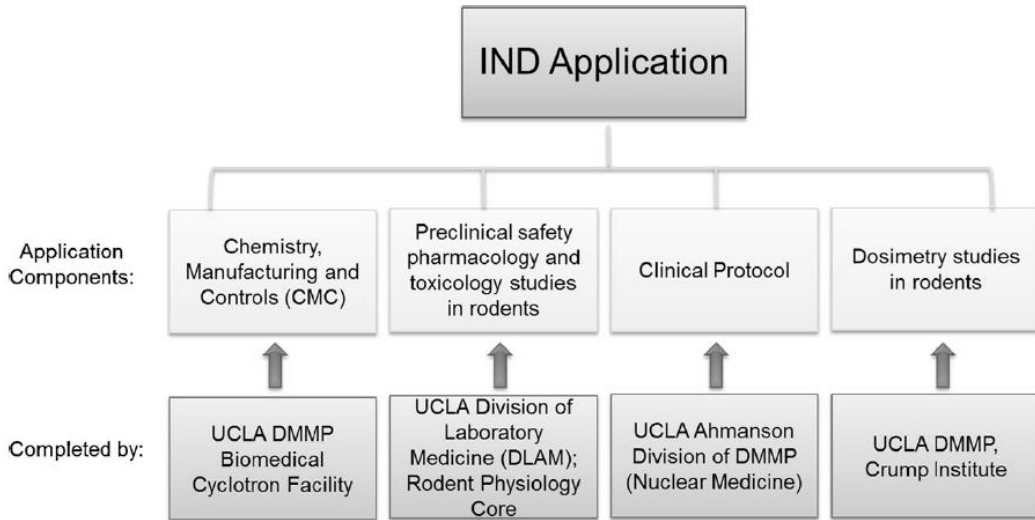 IND Application
Application
Components:
Chemistry,
Manufacturing and
Controls (CMC)
Preclinical safety
pharmacology and
toxicology studies
in rodents
Clinical Protocol
Dosimetry studies
in rodents
Completed by:
UCLA DMMP
Biomedical
Cyclotron Facility
UCLA Division of
Laboratory
Medicine (DLAM);
Rodent Physiology
Core
UCLA Ahmanson
Division of DMMP
(Nuclear Medicine)
UCLA DMMP,
Crump Institute